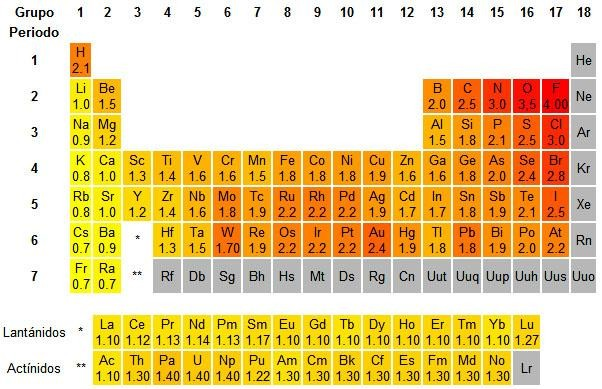 Grupo 1 2 3 4 5 6 7 8 9 10 11 12 13 14 15 16 17 18
Periodo
H He
1
2.1
Li Be B C N O F Ne
2
1.0 1.5 2.0 2.5 3.0 3,5 4.00
Na Mg Al Si P S Cl Ar
3
0.9 1.2 1.5 1.8 2.1 2.5 3.0
K Ca Sc Ti V Cr Mn Fe Co Ni Cu Zn Ga Ge As Se Br Kr
4
0.8 1.0 1.3 1.4 1.6 1.6 1.5 1.8 1.8 1.8 1.9 1.6 1.6 1.8 2.0 2.4 2.8
Rb Sr Y Zr Nb Mo Tc Ru Rh Pd Ag Cd In Sn Sb Te I Xe
5
0.8 1.0 1.2 1.4 1.6 1.8 1.9 2.2 2.2 2.2 1.9 1.7 1.7 1.8 1.9 2.1 2.5
Cs Ba * Hf Ta W Re Os Ir Pt Au Hg Tl Pb Bi Po At Rn
6
0.7 0.9 1.3 1.5 1.70 1.9 2.2 2.2 2.2 2.4 1.9 1.8 1.8 1.9 2.0 2.2
Fr Ra ** Rf Db Sg Bh Hs Mt Ds Rg Cn Uut Uuq Uup Uuh Uus Uuo
7
0.7 0.7
La Ce Pr Nd Pm Sm Eu Gd Tb Dy Ho Er Tm Yb Lu
Lantánidos *
1.10 1.12 1.13 1.14 1.13 1.17 1.10 1.10 1.10 1.10 1.10 1.10 1.10 1.10 1.27
Ac Th Pa U Np Pu Am Cm Bk Cf Es Fm Md No Lr
Actínidos **
1.10 1.30 1.40 1.40 1.40 1.22 1.30 1.30 1.30 1.30 1.30 1.30 1.30 1.30